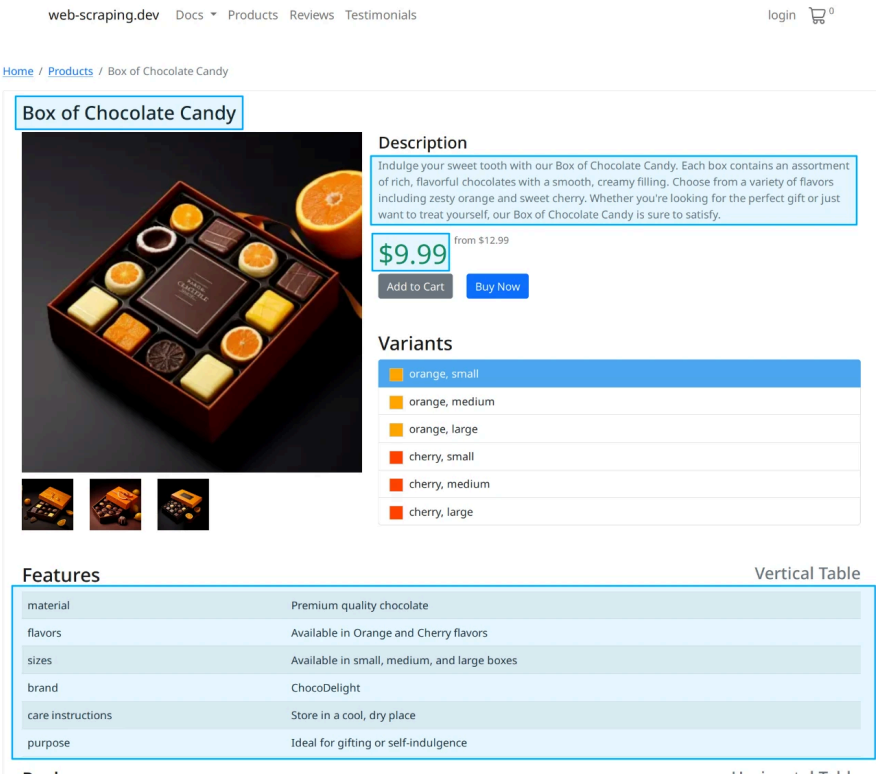 web-scraping.dev Docs Products Reviews Testimonials login 0
Home / Products / Box of Chocolate Candy
Box of Chocolate Candy
Description
Indulge your sweet tooth with our Box of Chocolate Candy. Each box contains an assortment
of rich, flavorful chocolates with a smooth, creamy filling. Choose from a variety of flavors
including zesty orange and sweet cherry. Whether you're looking for the perfect gift or just
want to treat yourself, our Box of Chocolate Candy is sure to satisfy.
$9.99 from $12.99
Add to Cart Buy Now
Variants
orange, small
orange, medium
orange, large
cherry, small
cherry, medium
cherry, large
Features Vertical Table
material Premium quality chocolate
flavors Available in Orange and Cherry flavors
sizes Available in small, medium, and large boxes
brand ChocoDelight
care instructions Store in a cool, dry place
purpose Ideal for gifting or self-indulgence